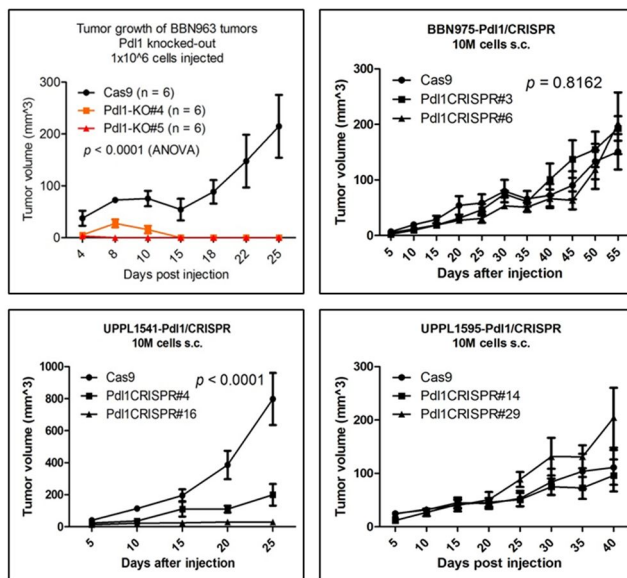 Tumor growth of BBN963 tumors
Pdl1 knocked-out
1x10^6 cells injected
Tumor volume (mm^3)
300
200
100
0
Cas9 (n = 6)
Pdl1-KO#4 (n = 6)
Pdl1-KO#5 (n = 6)
p < 0.0001 (ANOVA)
4 8 10 15 18 22 25
Days post injection
BBN975-Pdl1/CRISPR
10M cells s.c.
Tumor volume (mm^3)
300
200
100
0
Cas9
Pdl1CRISPR#3
Pdl1CRISPR#6
p = 0.8162
5 10 15 20 25 30 35 40 45 50 55
Days after injection
UPPL1541-Pdl1/CRISPR
10M cells s.c.
Tumor volume (mm^3)
1000
800
600
400
200
0
Cas9
Pdl1CRISPR#4
Pdl1CRISPR#16
p < 0.0001
5 10 15 20 25
Days after injection
UPPL1595-Pdl1/CRISPR
10M cells s.c.
Tumor volume (mm^3)
300
200
100
0
Cas9
Pdl1CRISPR#14
Pdl1CRISPR#29
5 10 15 20 25 30 35 40
Days post injection